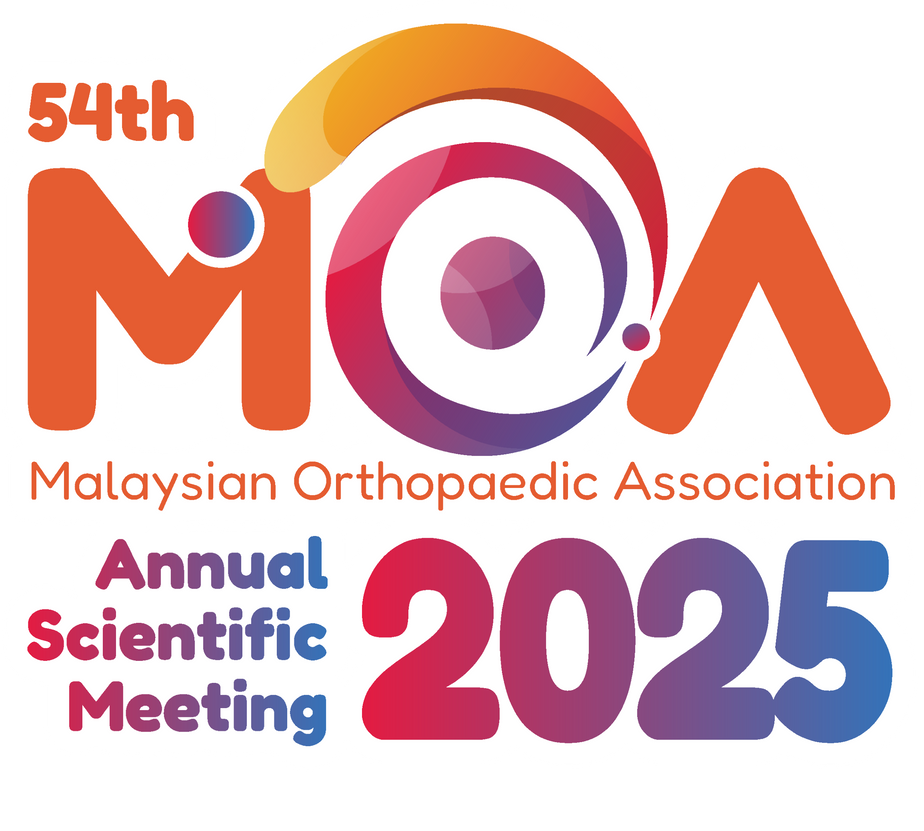 54th
MOA
Malaysian Orthopaedic Association
Annual
Scientific
Meeting
2025